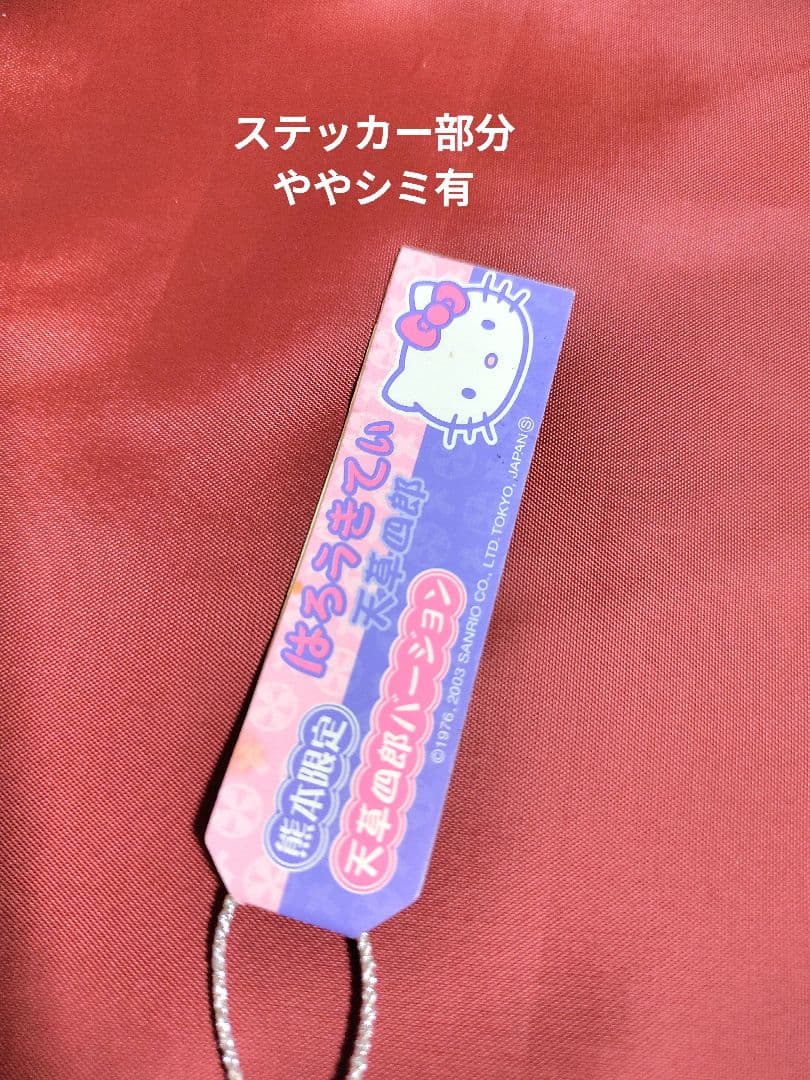 ステッカー部分
ややシミ有
はろうきてぃ
天草四郎
熊本限定
天草四郎バージョン
©1976, 2003 SANRIO CO., LTD. TOKYO, JAPAN Ⓢ